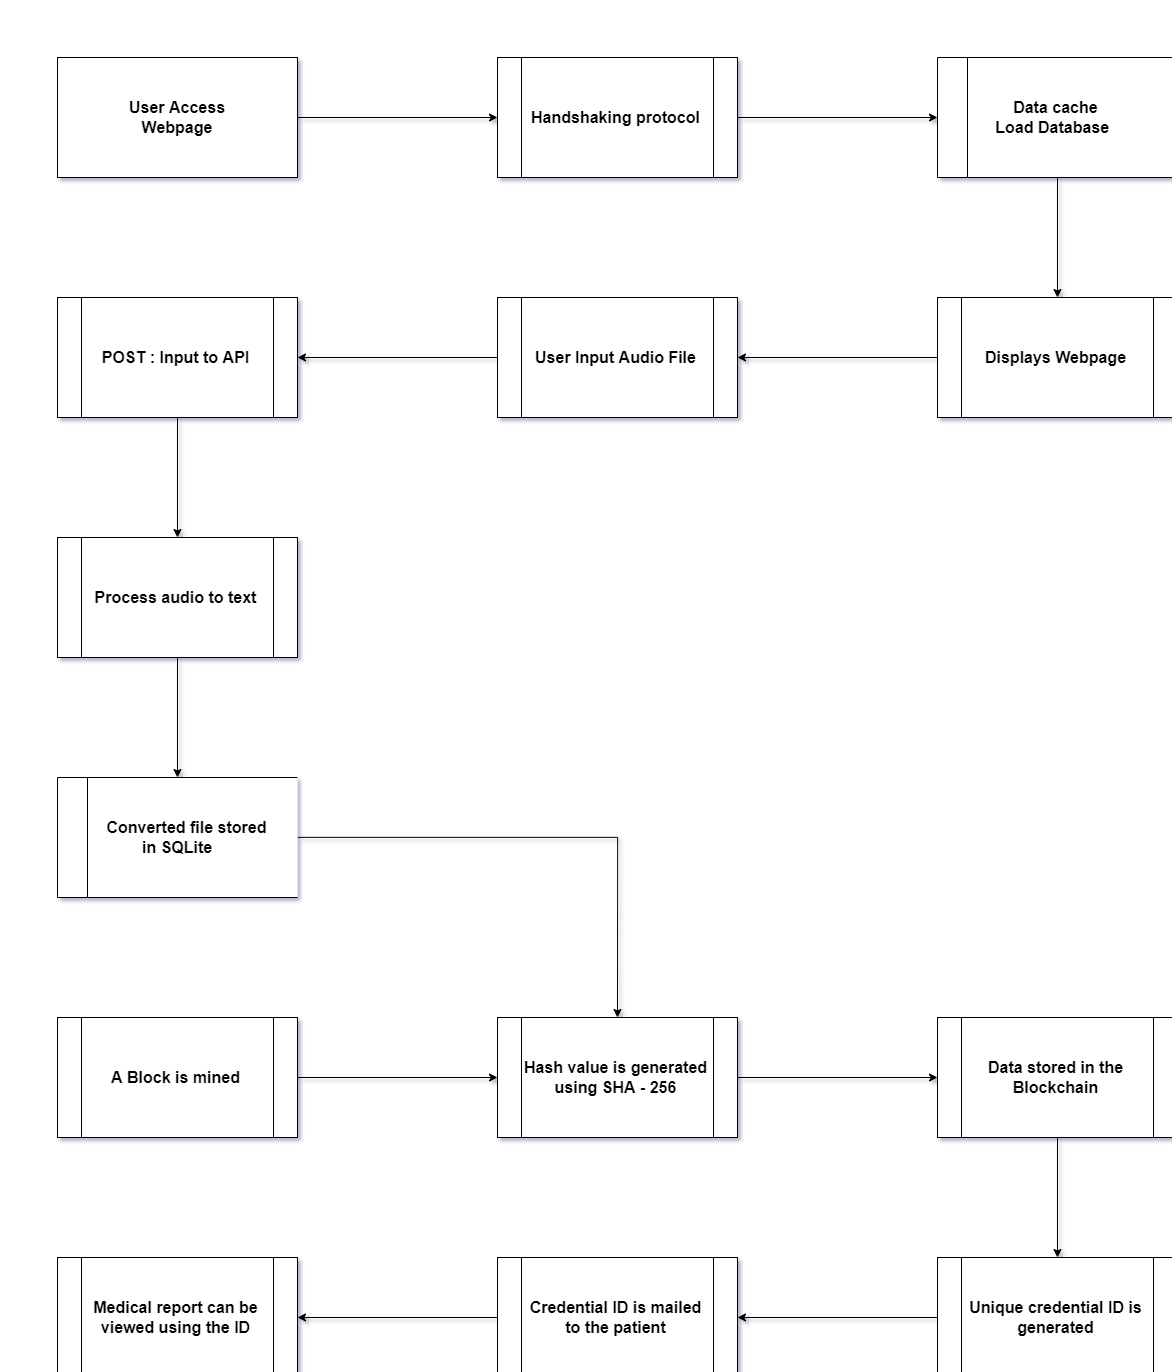 User Access
Webpage
Handshaking protocol
Data cache
Load Database
POST : Input to API
User Input Audio File
Displays Webpage
Process audio to text
Converted file stored
in SQLite
A Block is mined
Hash value is generated
using SHA - 256
Data stored in the
Blockchain
Medical report can be
viewed using the ID
Credential ID is mailed
to the patient
Unique credential ID is
generated